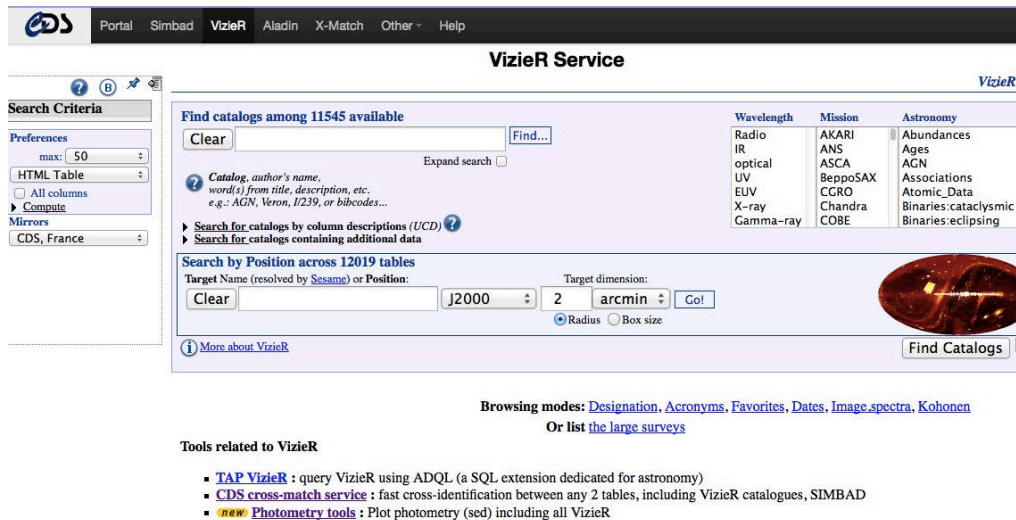 CDS Portal Simbad VizieR Aladin X-Match Other Help
VizieR Service
VizieR
Search Criteria
Preferences
max: 50
HTML Table
All columns
Compute
Mirrors
CDS, France
Find catalogs among 11545 available
Clear Find...
Expand search
Catalog, author's name,
word(s) from title, description, etc.
e.g.: AGN, Veron, I/239, or bibcodes...
Search for catalogs by column descriptions (UCD)
Search for catalogs containing additional data
Wavelength
Radio
IR
optical
UV
EUV
X-ray
Gamma-ray
Mission
AKARI
ANS
ASCA
BeppoSAX
CGRO
Chandra
COBE
Astronomy
Abundances
Ages
AGN
Associations
Atomic_Data
Binaries:cataclysmic
Binaries:eclipsing
Search by Position across 12019 tables
Target Name (resolved by Sesame) or Position: Target dimension:
Clear J2000 2 arcmin Go!
Radius Box size
More about VizieR
Find Catalogs
Browsing modes: Designation, Acronyms, Favorites, Dates, Image,spectra, Kohonen
Or list the large surveys
Tools related to VizieR
TAP VizieR : query VizieR using ADQL (a SQL extension dedicated for astronomy)
CDS cross-match service : fast cross-identification between any 2 tables, including VizieR catalogues, SIMBAD
new Photometry tools : Plot photometry (sed) including all VizieR